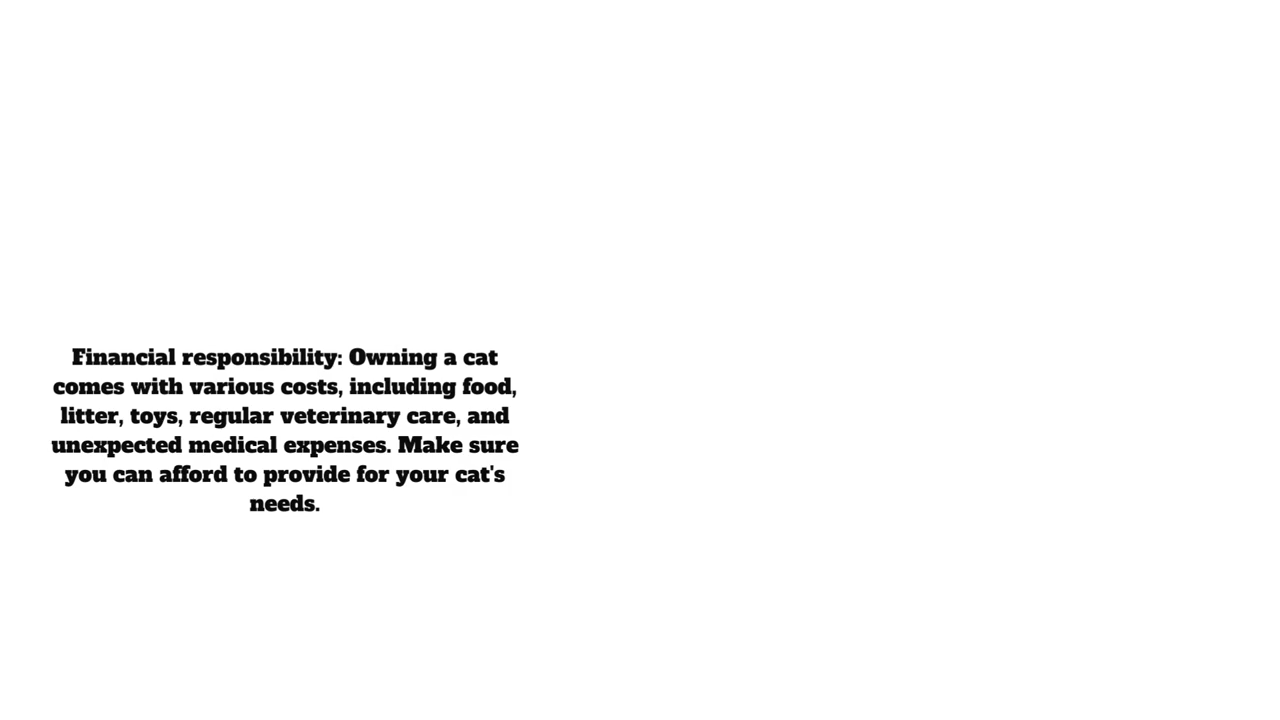 Financial responsibility: Owning a cat
comes with various costs, including food,
litter, toys, regular veterinary care, and
unexpected medical expenses. Make sure
you can afford to provide for your cat's
needs.